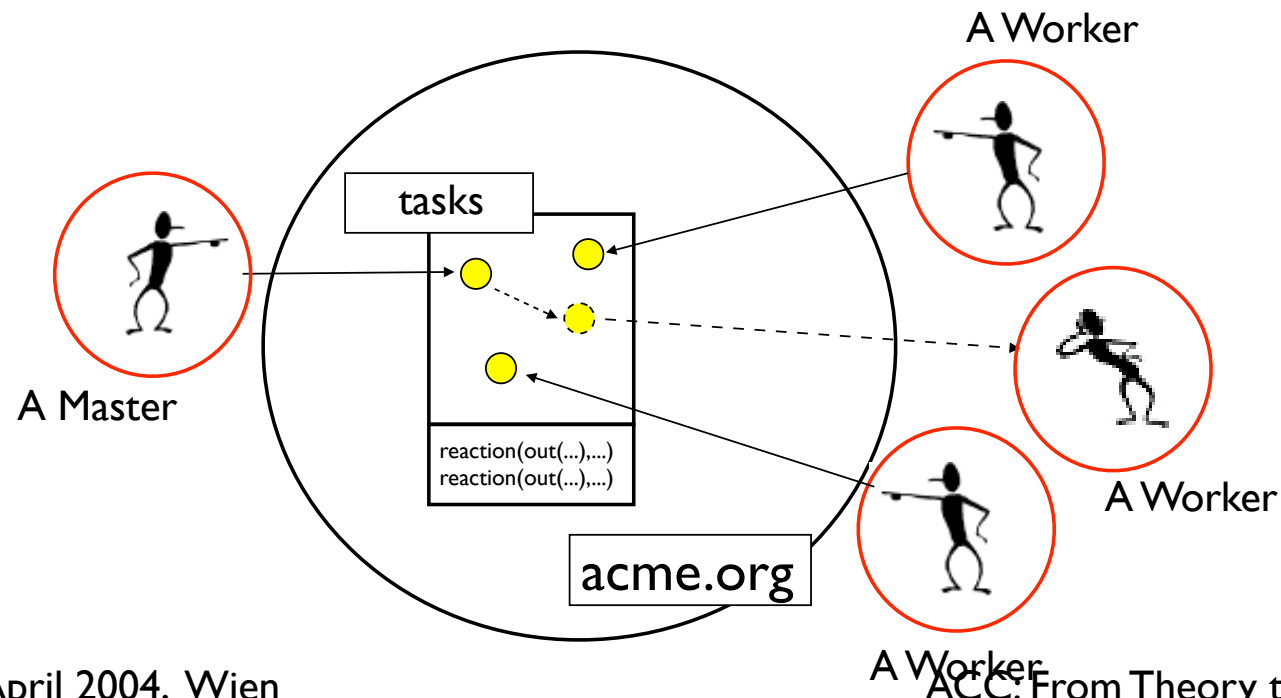 A Worker
tasks
A Master
reaction(out(...),...)
reaction(out(...),...)
A Worker
acme.org
A Worker
April 2004, Wien
ACC: From Theory t